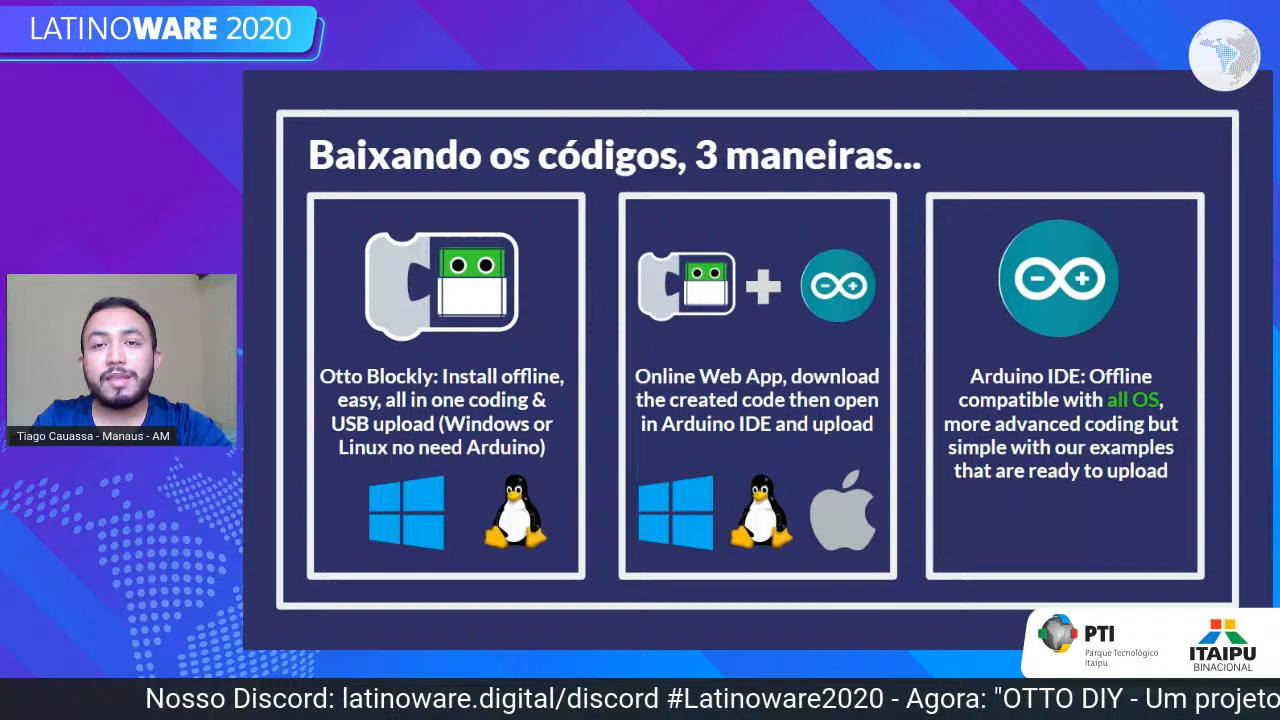 LATINOWARE 2020
Baixando os códigos, 3 maneiras...
Otto Blockly: Install offline,
easy, all in one coding &
USB upload (Windows or
Linux no need Arduino)
Online Web App, download
the created code then open
in Arduino IDE and upload
Arduino IDE: Offline
compatible with all OS,
more advanced coding but
simple with our examples
that are ready to upload
Tiago Cauassa - Manaus - AM
PTI
Parque Tecnológico
Itaipu
ITAIPU
BINACIONAL
Nosso Discord: latinoware.digital/discord #Latinoware2020 - Agora: "OTTO DIY - Um projeto